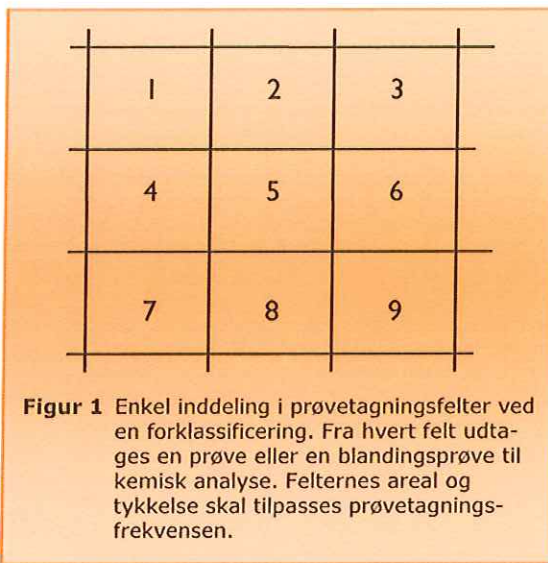 1 2 3
4 5 6
7 8 9
Figur 1 Enkel inddeling i prøvetagningsfelter ved
en forklassificering. Fra hvert felt udta-
ges en prøve eller en blandingsprøve til
kemisk analyse. Felternes areal og
tykkelse skal tilpasses prøvetagnings-
frekvensen.